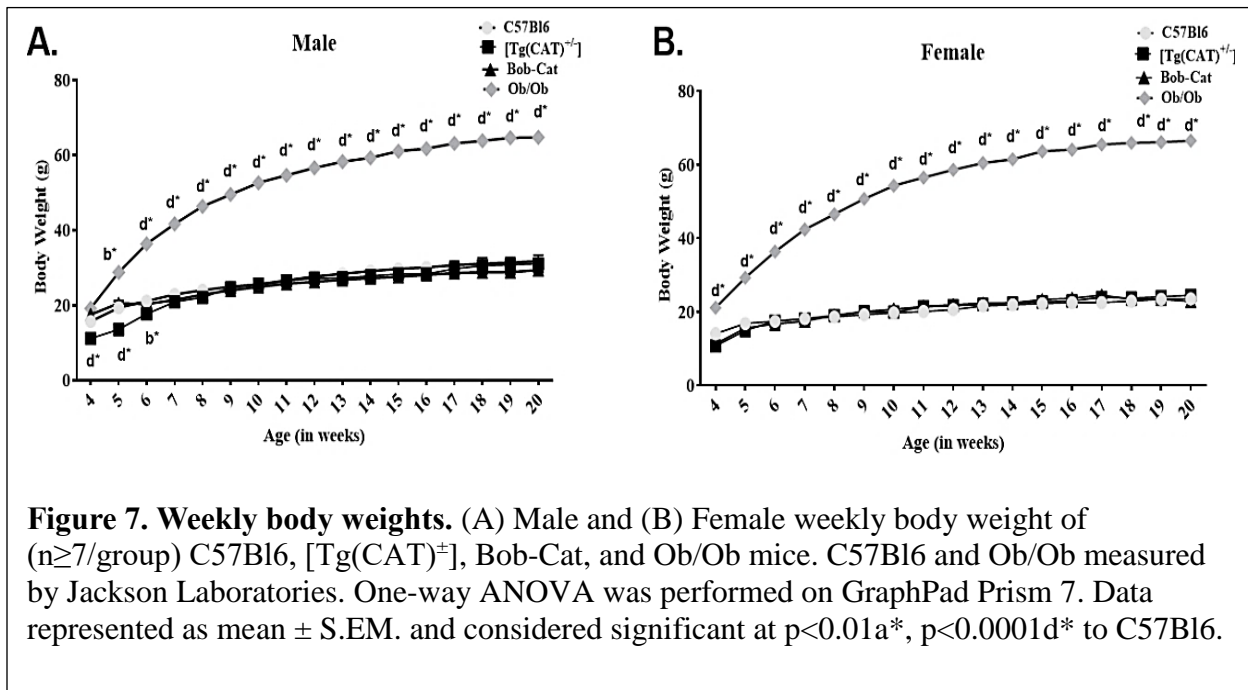 A.
Male
C57Bl6
[Tg(CAT)+/-]
Bob-Cat
Ob/Ob
80
60
40
20
0
Body Weight (g)
d* b* d* d* d* d* d* d* d* d* d* d* d* d* d* d* d*
d* d* b*
4 5 6 7 8 9 10 11 12 13 14 15 16 17 18 19 20
Age (in weeks)
B.
Female
C57Bl6
[Tg(CAT)+/-]
Bob-Cat
Ob/Ob
80
60
40
20
0
Body Weight (g)
d* d* d* d* d* d* d* d* d* d* d* d* d* d* d* d* d*
4 5 6 7 8 9 10 11 12 13 14 15 16 17 18 19 20
Age (in weeks)
Figure 7. Weekly body weights. (A) Male and (B) Female weekly body weight of
(n≥7/group) C57Bl6, [Tg(CAT)±], Bob-Cat, and Ob/Ob mice. C57Bl6 and Ob/Ob measured
by Jackson Laboratories. One-way ANOVA was performed on GraphPad Prism 7. Data
represented as mean ± S.EM. and considered significant at p<0.01a*, p<0.0001d* to C57Bl6.